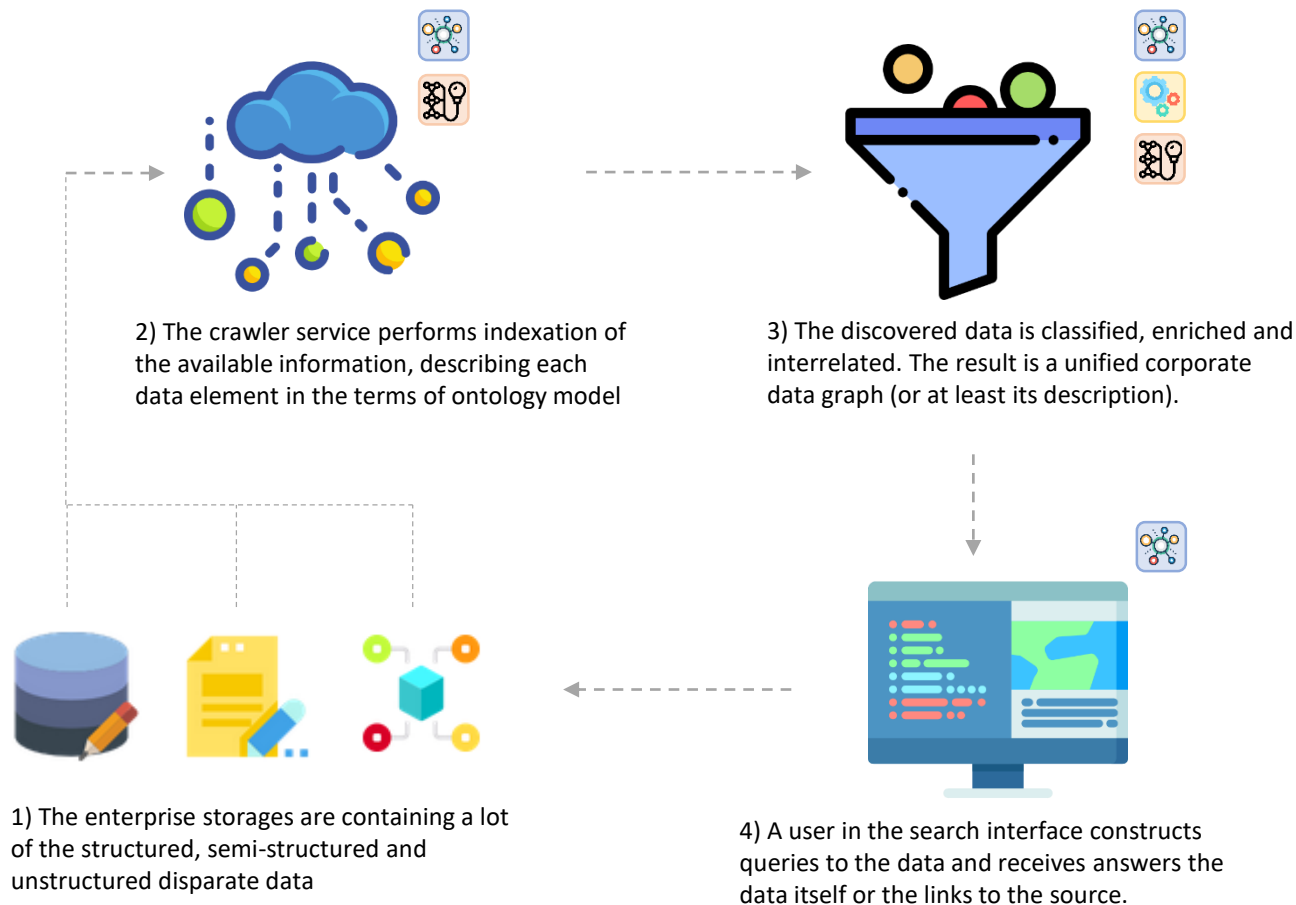 2) The crawler service performs indexation of
the available information, describing each
data element in the terms of ontology model
3) The discovered data is classified, enriched and
interrelated. The result is a unified corporate
data graph (or at least its description).
1) The enterprise storages are containing a lot
of the structured, semi-structured and
unstructured disparate data
4) A user in the search interface constructs
queries to the data and receives answers the
data itself or the links to the source.